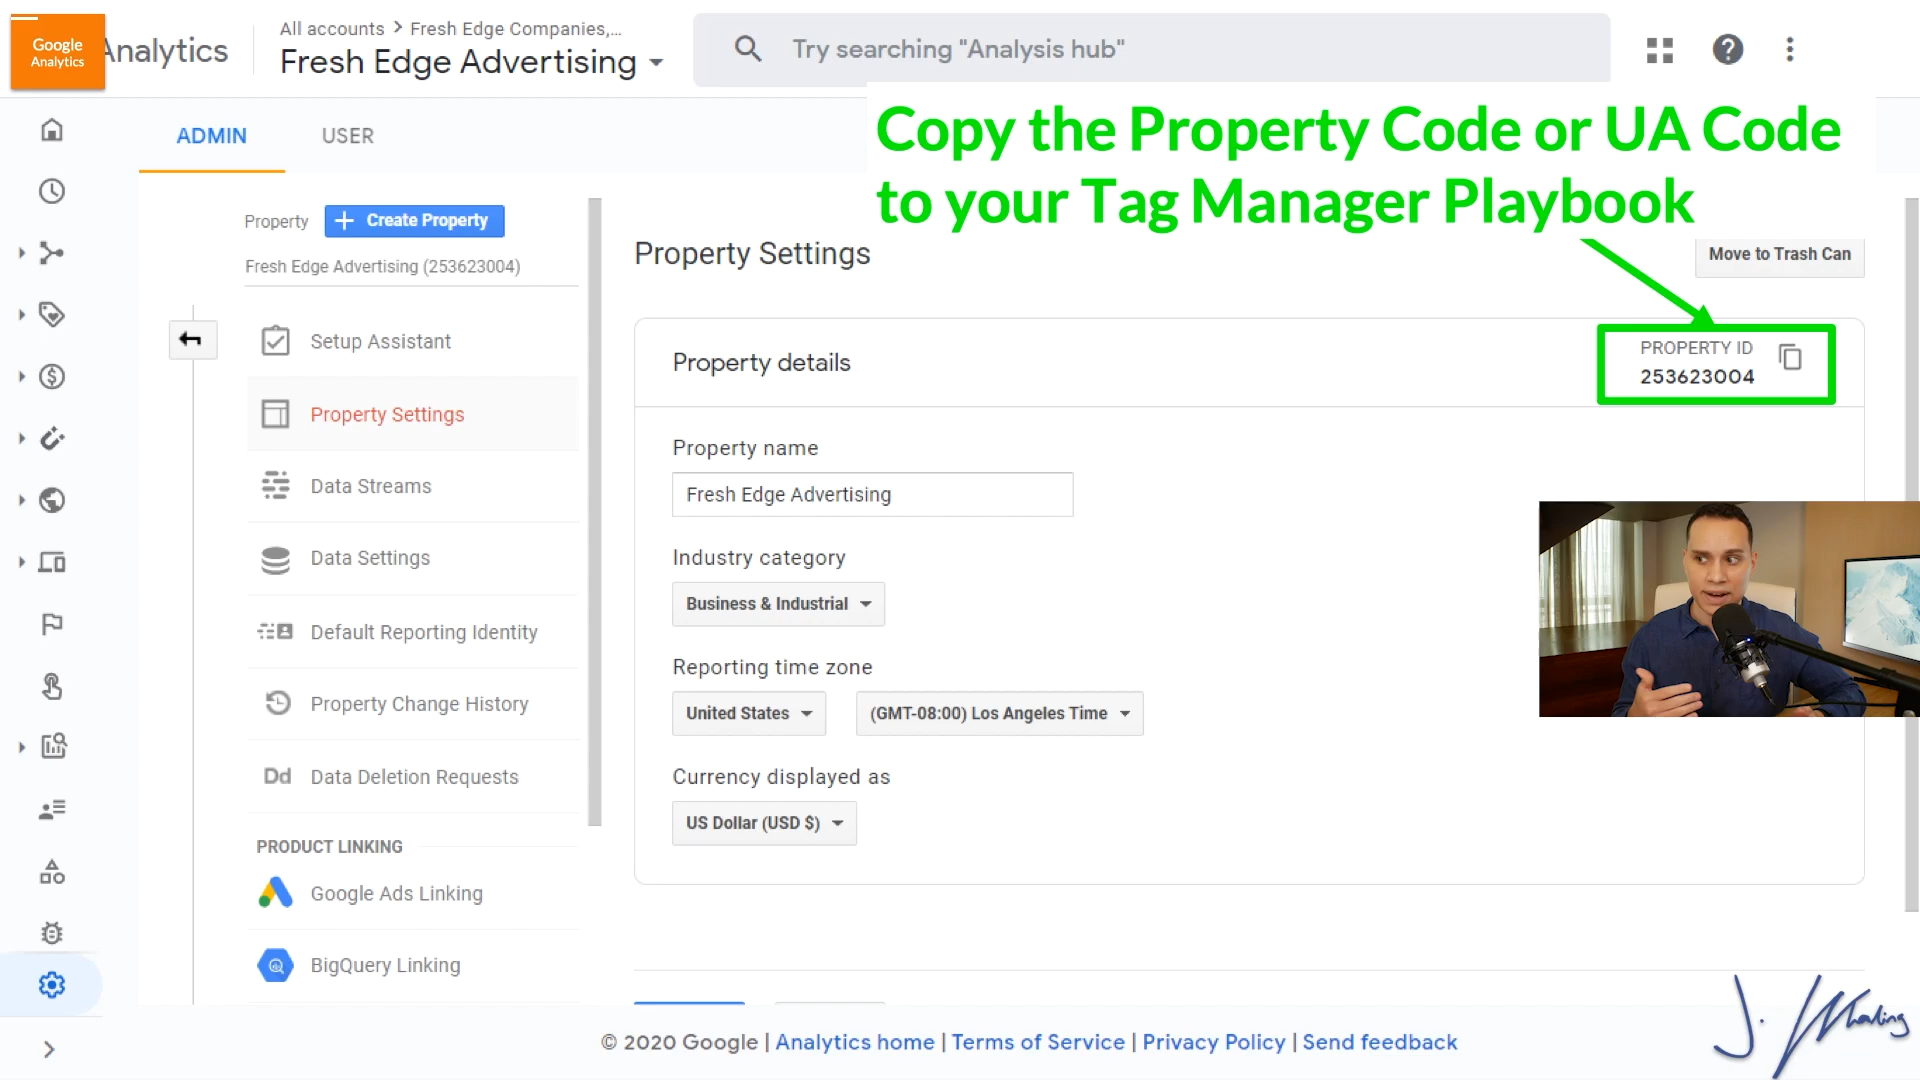 Google
Analytics
Analytics
All accounts > Fresh Edge Companies,...
Fresh Edge Advertising
Try searching "Analysis hub"
Copy the Property Code or UA Code
to your Tag Manager Playbook
ADMIN
USER
Property
+ Create Property
Fresh Edge Advertising (253623004)
Setup Assistant
Property Settings
Data Streams
Data Settings
Default Reporting Identity
Property Change History
Dd Data Deletion Requests
PRODUCT LINKING
Google Ads Linking
BigQuery Linking
Property Settings
Move to Trash Can
Property details
PROPERTY ID
253623004
Property name
Fresh Edge Advertising
Industry category
Business & Industrial
Reporting time zone
United States
(GMT-08:00) Los Angeles Time
Currency displayed as
US Dollar (USD $)
© 2020 Google | Analytics home | Terms of Service | Privacy Policy | Send feedback